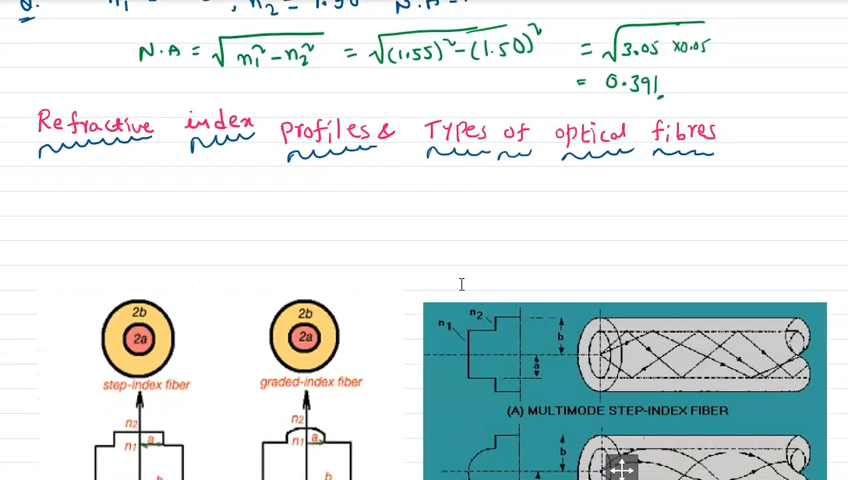 N.A = √n₁²-n₂² = √(1.55)²-(1.50)² = √3.05 x0.05
= 0.391
Refractive index profiles & Types of optical fibres
2b
2a
step-index fiber
n2
n1
a
2b
2a
graded-index fiber
n2
n1
a
b
n1
n2
b
a
(A) MULTIMODE STEP-INDEX FIBER
b